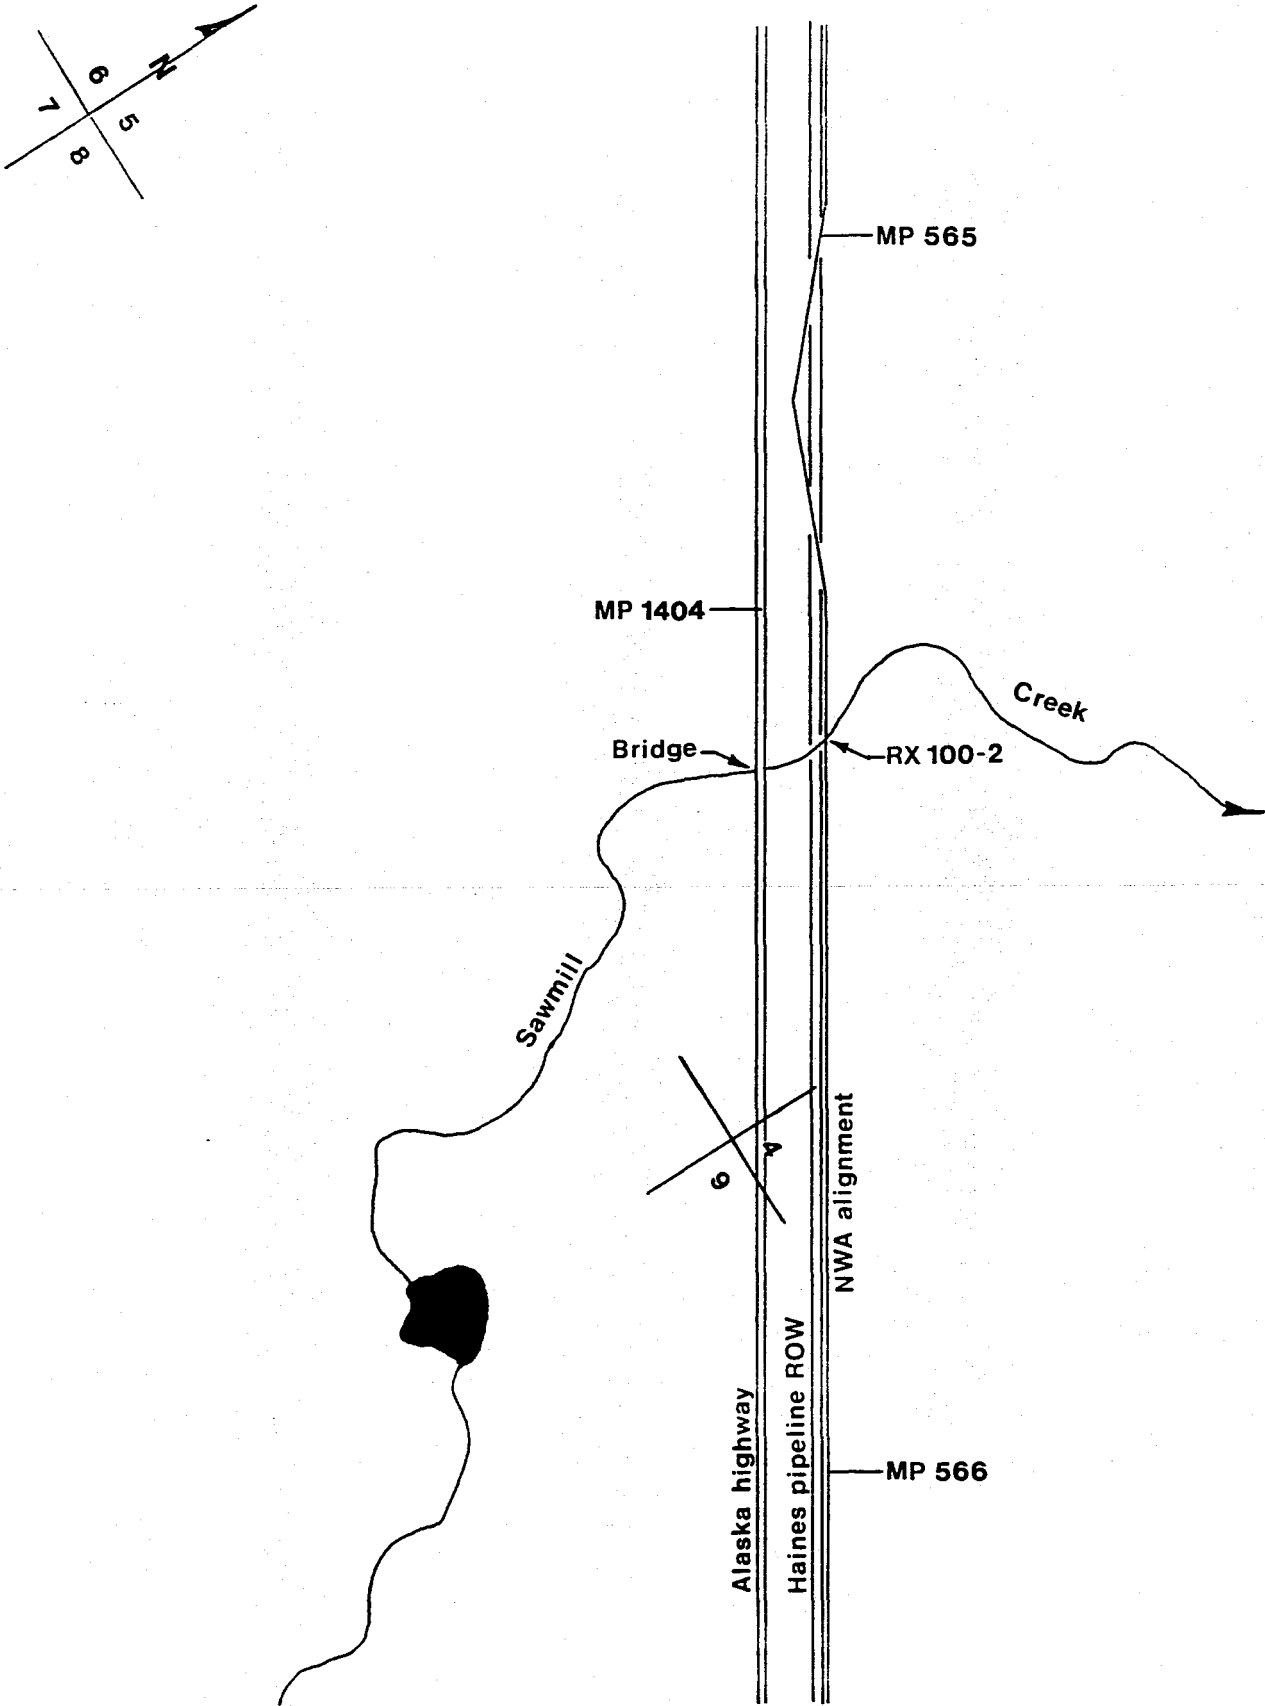 N
6
7
5
8
MP 565
MP 1404
Creek
Bridge
RX 100-2
Sawmill
4
9
NWA alignment
Haines pipeline ROW
Alaska highway
MP 566